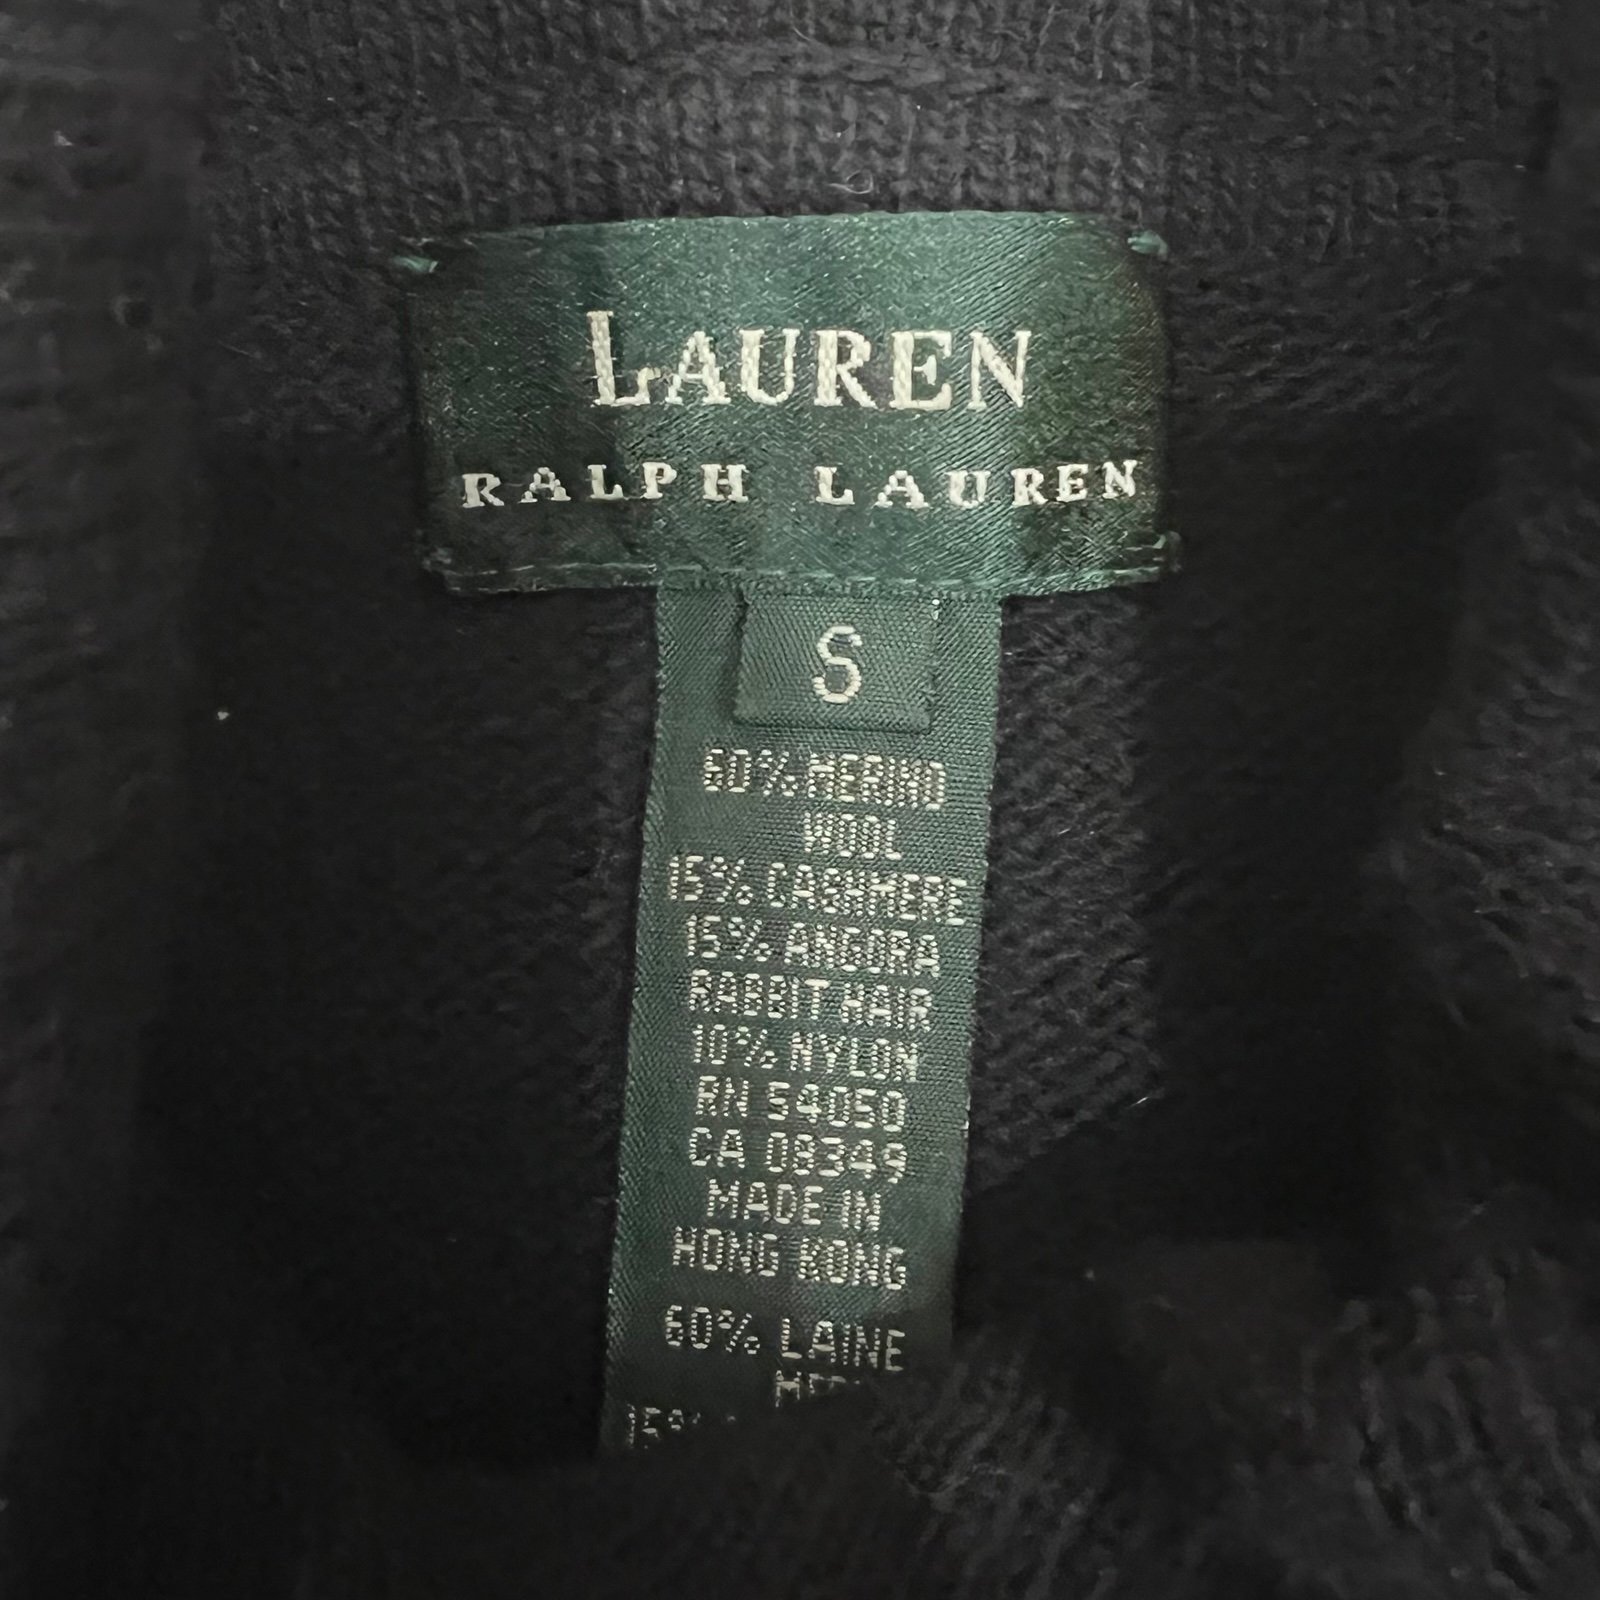 LAUREN
RALPH LAUREN
S
60% MERINO
WOOL
15% CASHMERE
15% ANGORA
RABBIT HAIR
10% NYLON
RN 54050
CA 08349
MADE IN
HONG KONG
60% LAINE
15%